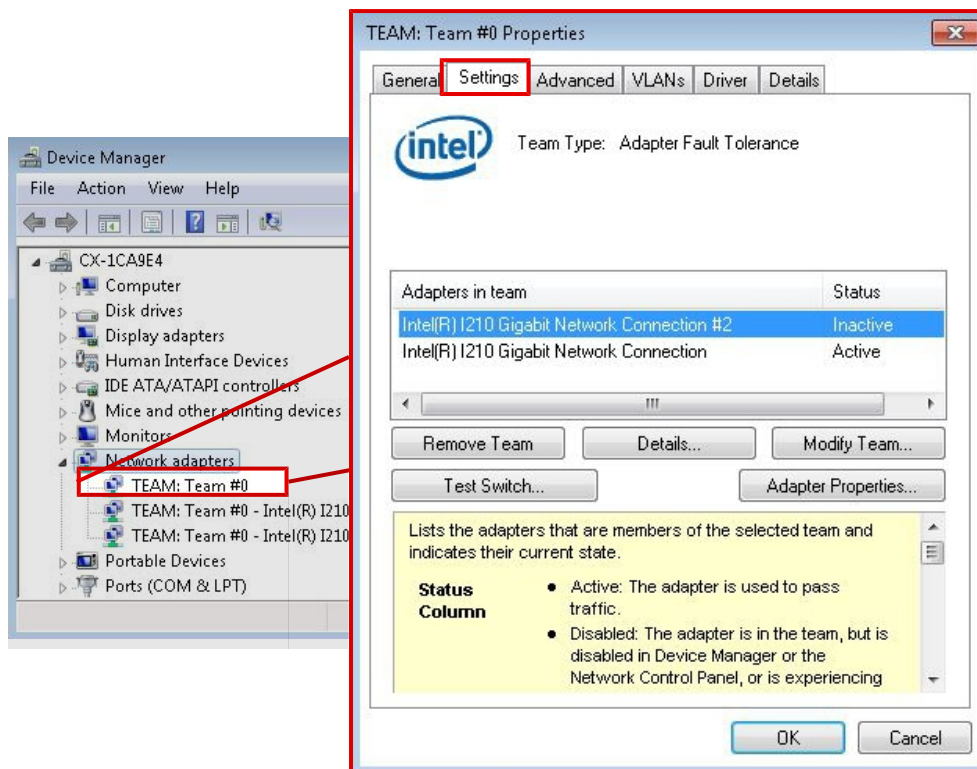 Device Manager
File Action View Help
CX-1CA9E4
Computer
Disk drives
Display adapters
Human Interface Devices
IDE ATA/ATAPI controllers
Mice and other pointing devices
Monitors
Network adapters
TEAM: Team #0
TEAM: Team #0 - Intel(R) I210
TEAM: Team #0 - Intel(R) I210
Portable Devices
Ports (COM & LPT)
TEAM: Team #0 Properties
General Settings Advanced VLANs Driver Details
intel
Team Type: Adapter Fault Tolerance
Adapters in team Status
Intel(R) I210 Gigabit Network Connection #2 Inactive
Intel(R) I210 Gigabit Network Connection Active
Remove Team Details... Modify Team...
Test Switch... Adapter Properties...
Lists the adapters that are members of the selected team and
indicates their current state.
Status • Active: The adapter is used to pass
Column traffic.
• Disabled: The adapter is in the team, but is
disabled in Device Manager or the
Network Control Panel, or is experiencing
OK Cancel